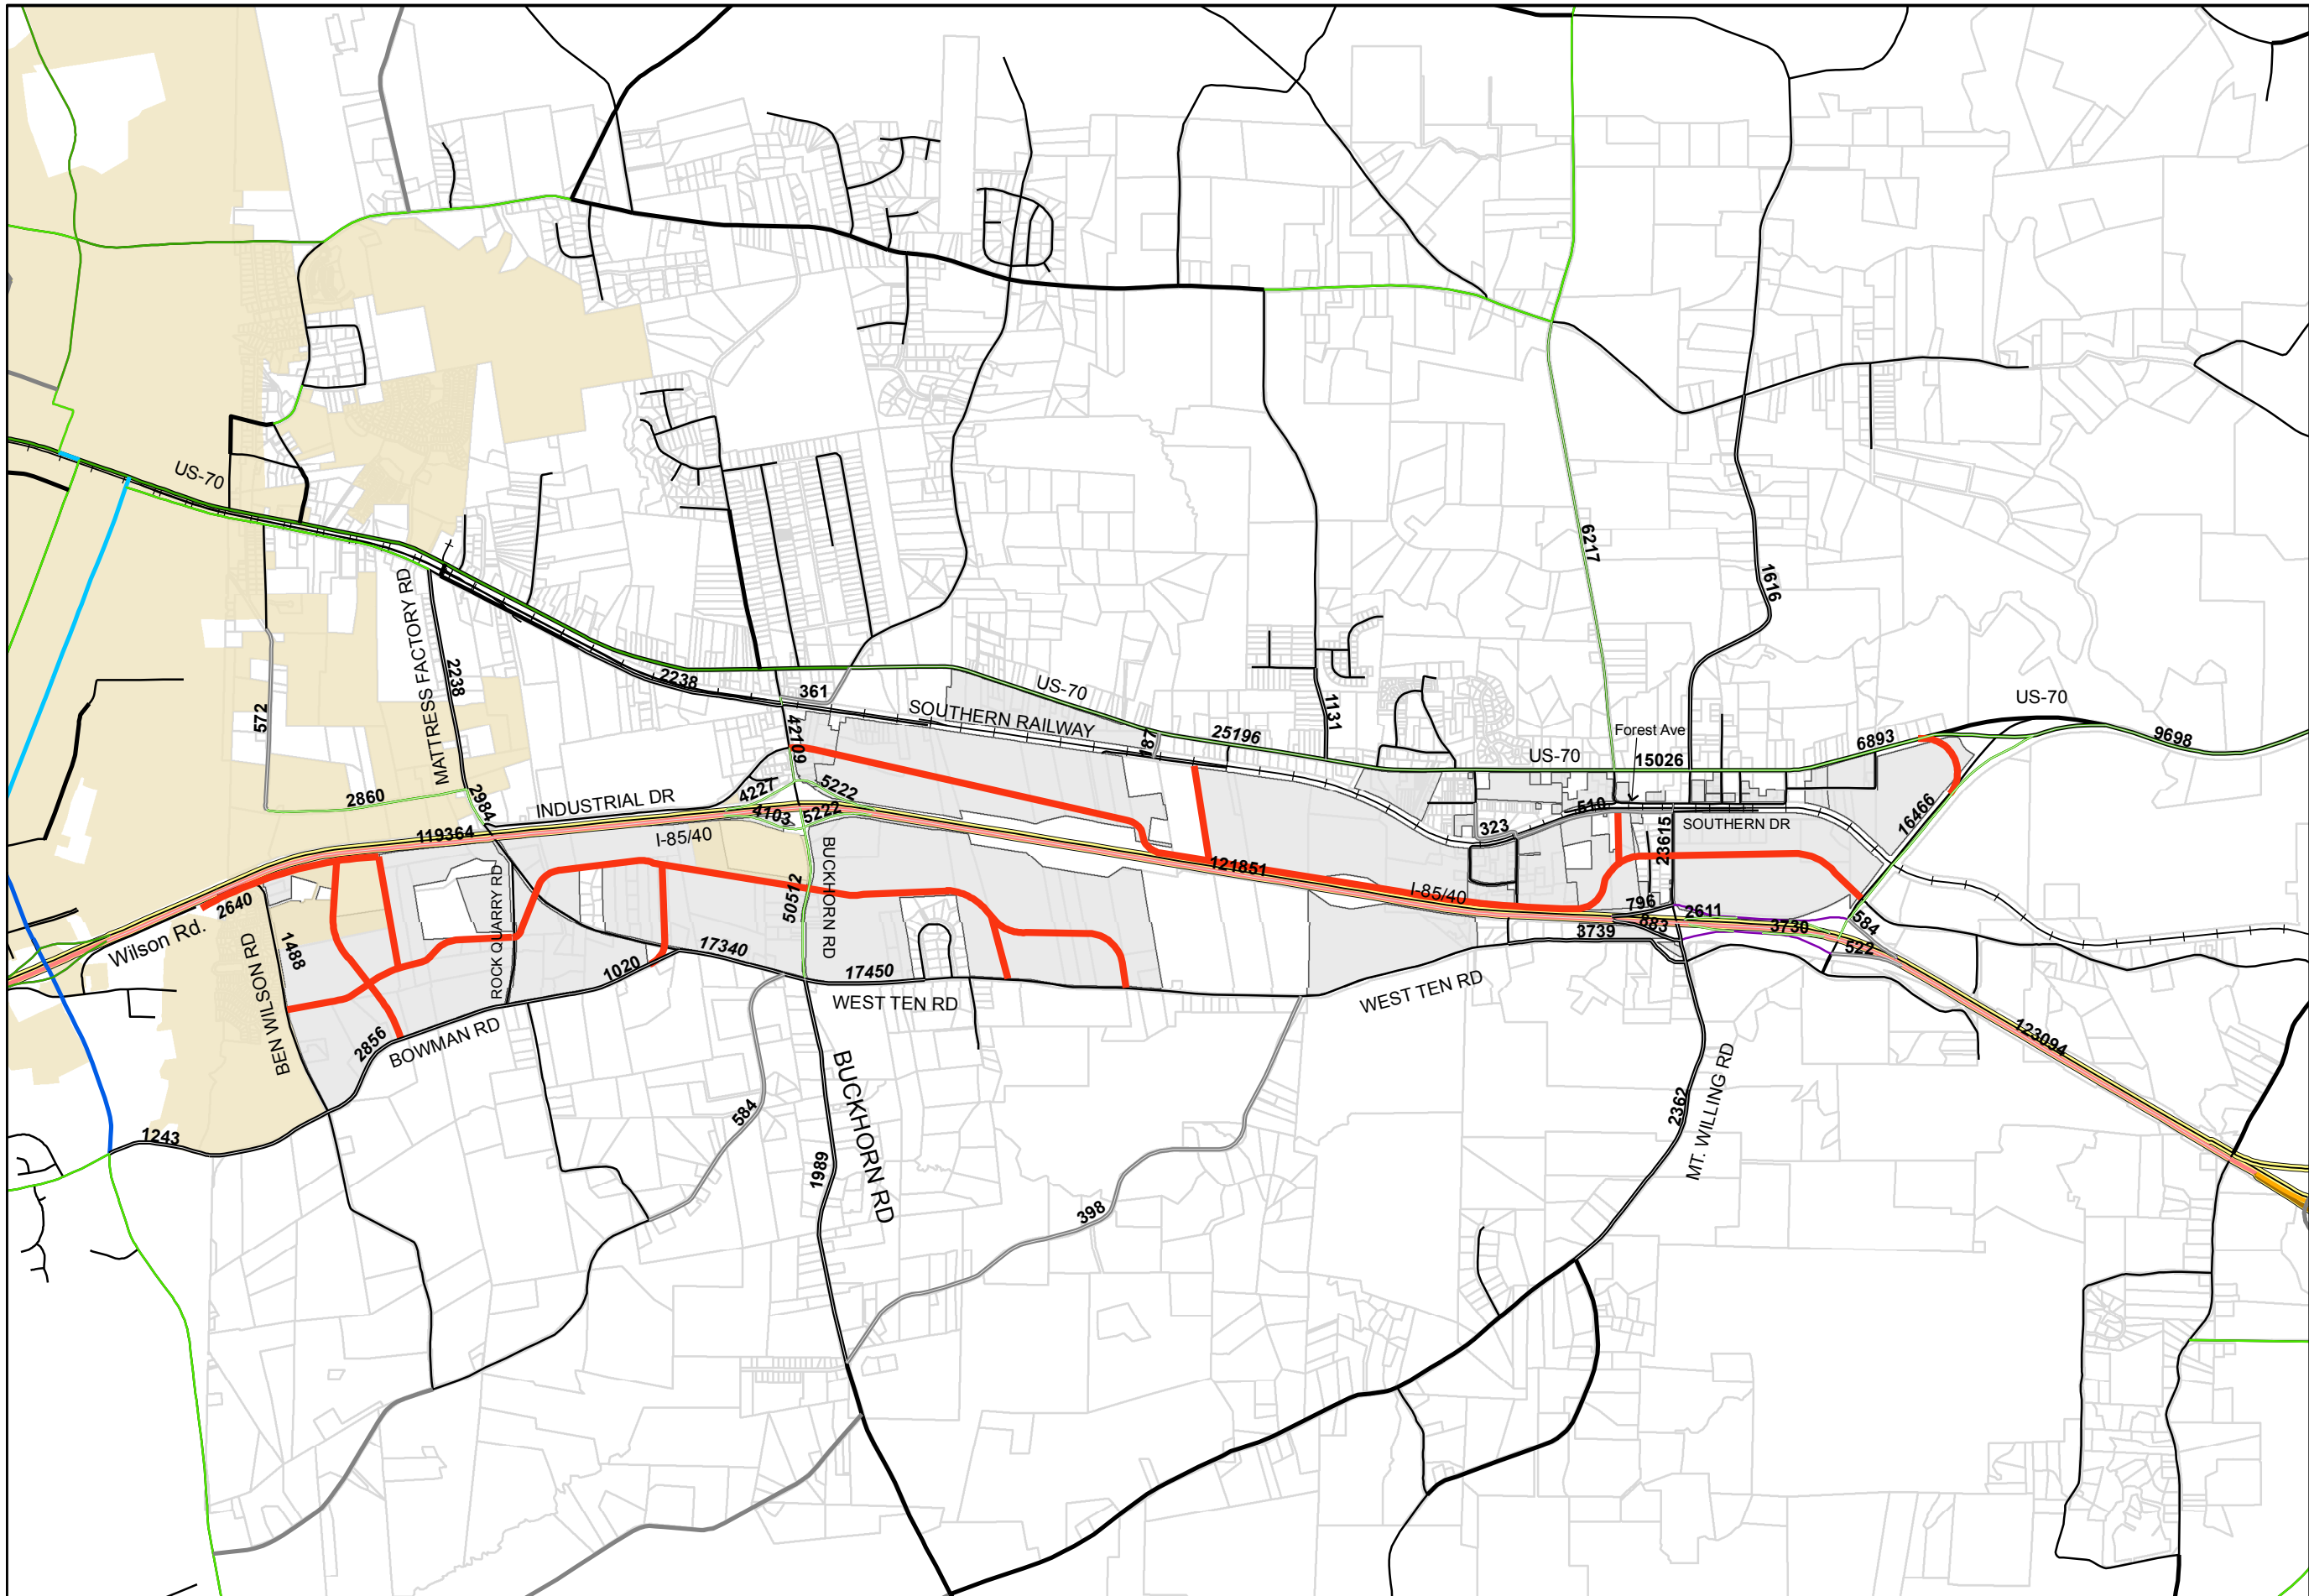 US-70
6217
1616
MATTRESS FACTORY RD
2238
2238
361
US-70
SOUTHERN RAILWAY
1131
US-70
572
42109
25196
Forest Ave
6893
9698
US-70
15026
2860
2984
INDUSTRIAL DR
4227
5222
4103
5222
510
323
SOUTHERN DR
16466
119364
I-85/40
23615
121851
I-85/40
ROCK QUARRY RD
BUCKHORN RD
50512
796
2611
883
3730
584
522
3739
2640
Wilson Rd.
1488
BEN WILSON RD
17340
17450
1020
WEST TEN RD
WEST TEN RD
2856
BOWMAN RD
123094
BUCKHORN RD
584
1243
1989
398
2362
MT. WILLING RD